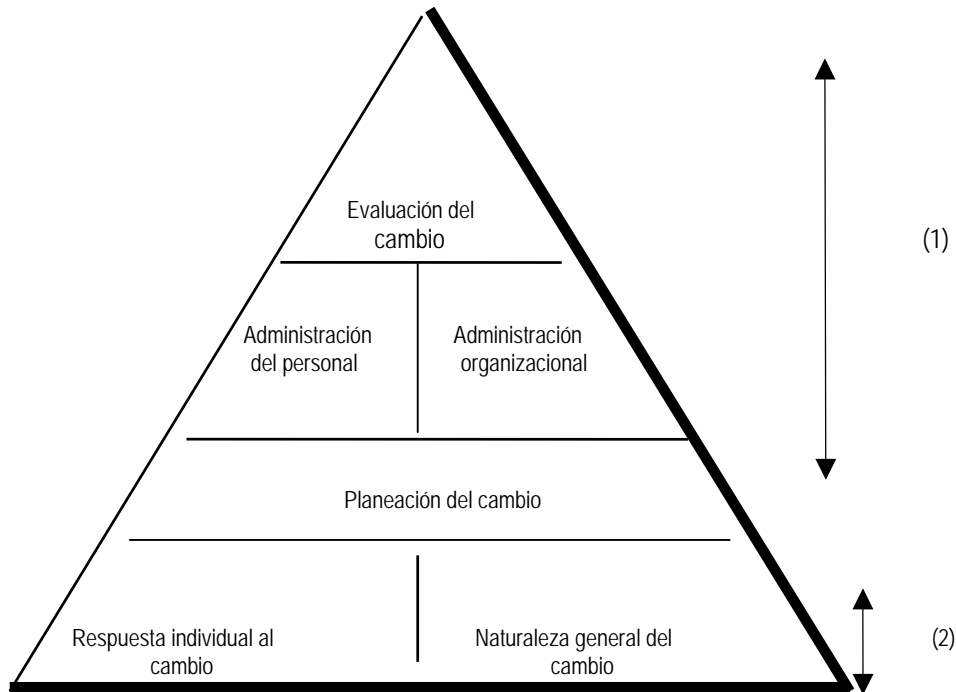 Evaluación del
cambio
(1)
Administración
del personal
Administración
organizacional
Planeación del cambio
Respuesta individual al
cambio
Naturaleza general del
cambio
(2)